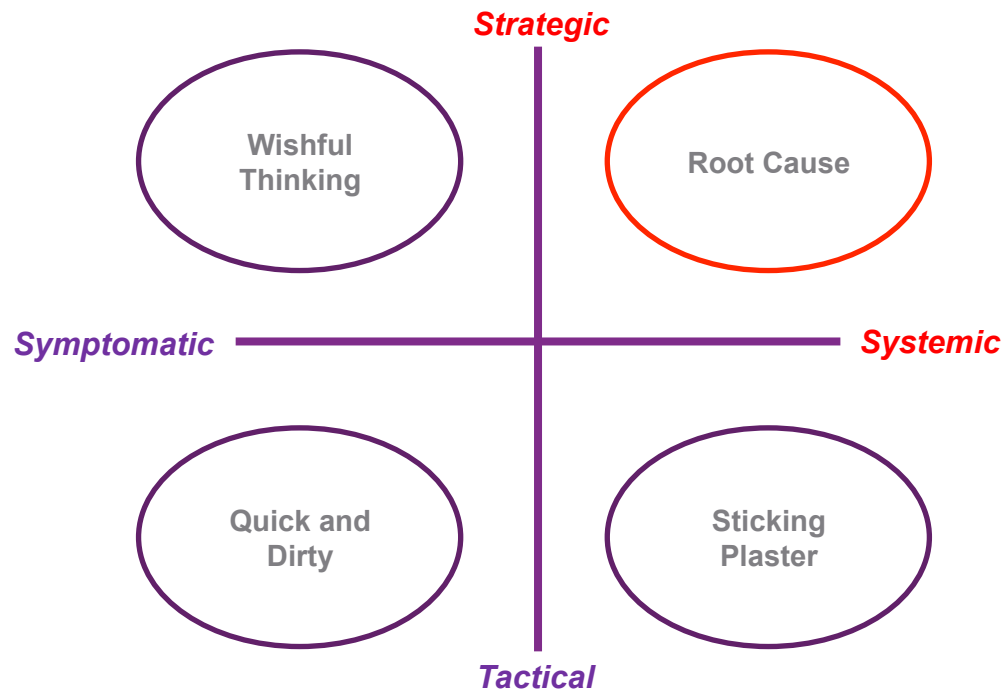 Strategic
Wishful
Thinking
Root Cause
Symptomatic
Systemic
Quick and
Dirty
Sticking
Plaster
Tactical